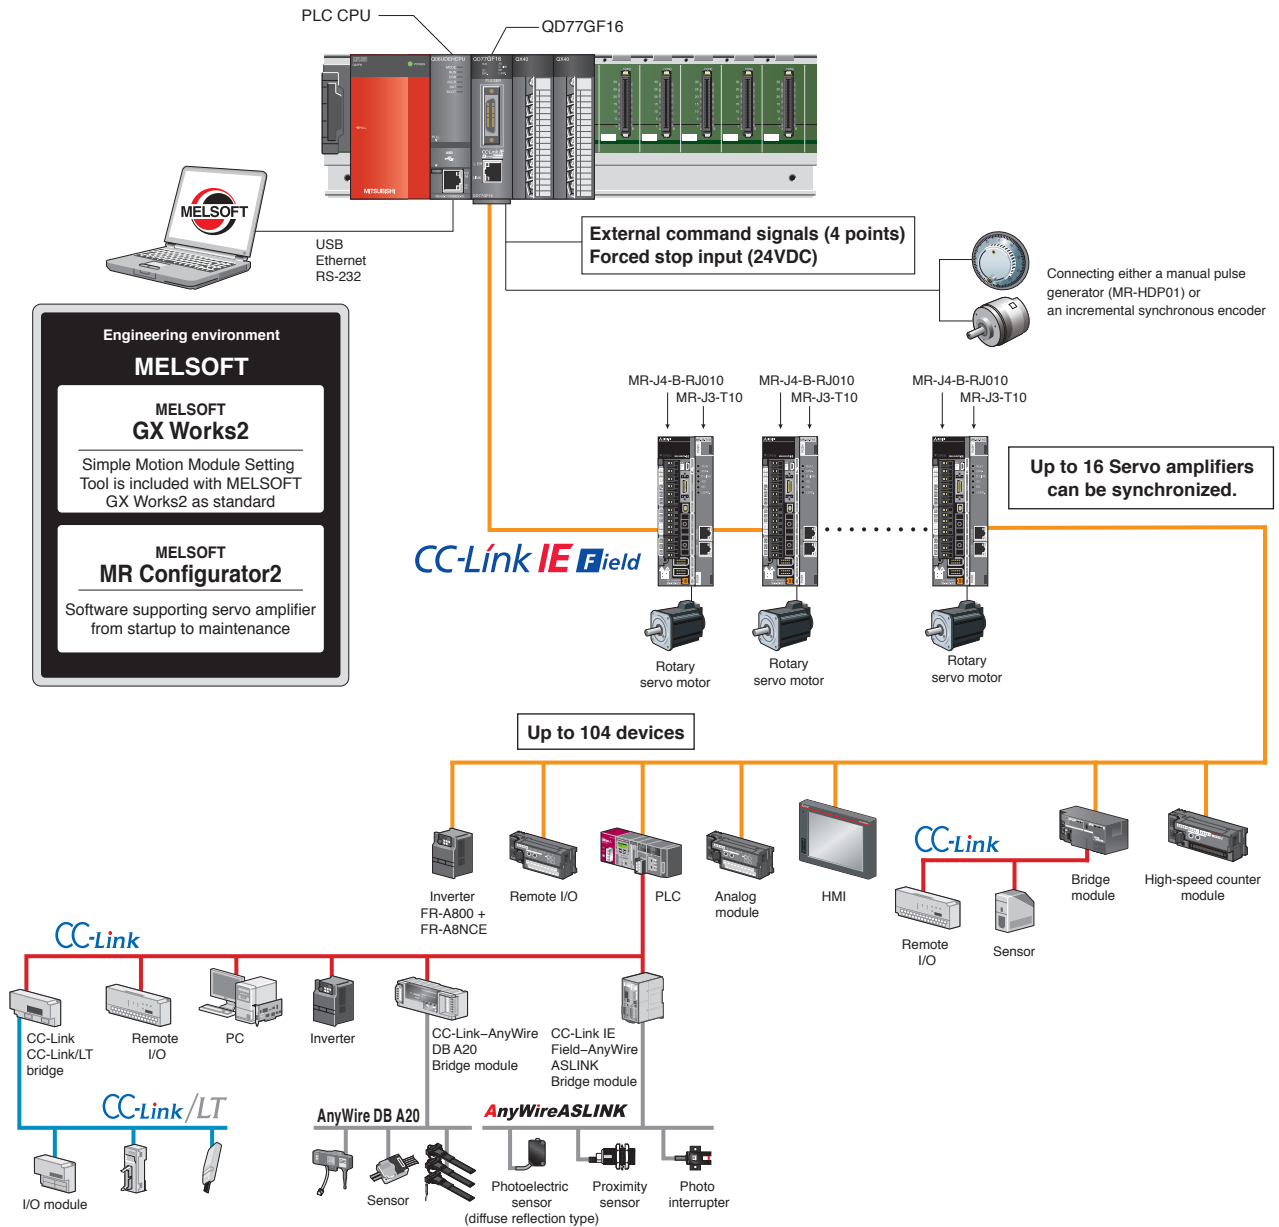 PLC CPU
QD77GF16
Q06UDEHCPU
QD77GF16
QX40
QX40
MITSUBISHI
QD77GF16
MELSOFT
USB
Ethernet
RS-232
External command signals (4 points)
Forced stop input (24VDC)
Connecting either a manual pulse
generator (MR-HDP01) or
an incremental synchronous encoder
Engineering environment
MELSOFT
MELSOFT
GX Works2
Simple Motion Module Setting
Tool is included with MELSOFT
GX Works2 as standard
MELSOFT
MR Configurator2
Software supporting servo amplifier
from startup to maintenance
MR-J4-B-RJ010
MR-J3-T10
MR-J4-B-RJ010
MR-J3-T10
MR-J4-B-RJ010
MR-J3-T10
Up to 16 Servo amplifiers
can be synchronized.
CC-Link IE Field
Rotary
servo motor
Rotary
servo motor
Rotary
servo motor
Up to 104 devices
Inverter
FR-A800 +
FR-A8NCE
Remote I/O
PLC
Analog
module
HMI
CC-Link
Bridge
module
High-speed counter
module
Remote
I/O
Sensor
CC-Link
CC-Link
CC-Link/LT
bridge
Remote
I/O
PC
Inverter
CC-Link–AnyWire
DB A20
Bridge module
CC-Link IE
Field–AnyWire
ASLINK
Bridge module
CC-Link/LT
AnyWire DB A20
AnyWireASLINK
I/O module
Sensor
Photoelectric
sensor
(diffuse reflection type)
Proximity
sensor
Photo
interrupter